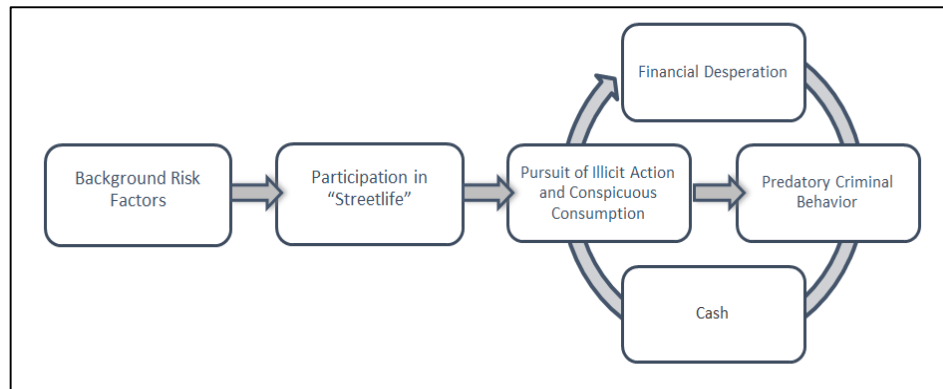 Financial Desperation
Background Risk
Factors
Participation in
“Streetlife”
Pursuit of Illicit Action
and Conspicuous
Consumption
Predatory Criminal
Behavior
Cash